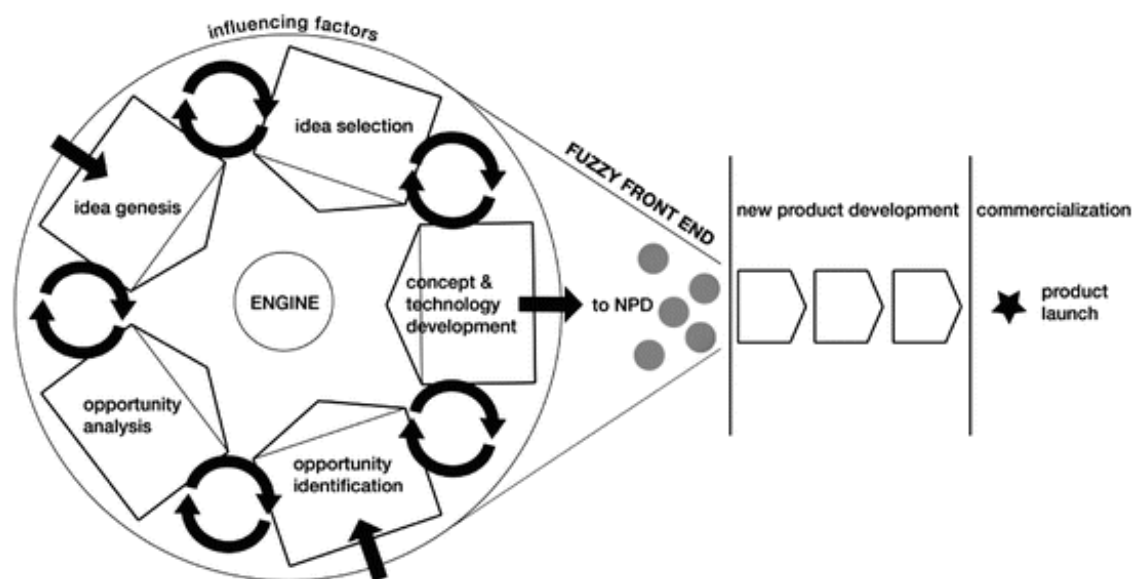 influencing factors
idea selection
idea genesis
ENGINE
concept &
technology
development
opportunity
analysis
opportunity
identification
FUZZY FRONT END
to NPD
new product development
commercialization
product
launch